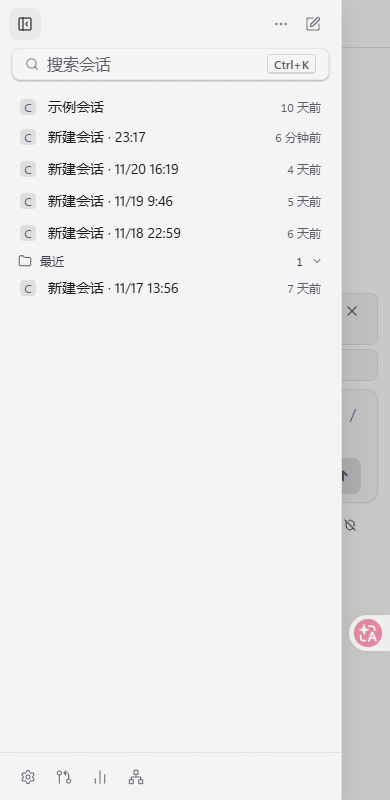 搜索会话 Ctrl+K
C 示例会话 10 天前
C 新建会话 · 23:17 6 分钟前
C 新建会话 · 11/20 16:19 4 天前
C 新建会话 · 11/19 9:46 5 天前
C 新建会话 · 11/18 22:59 6 天前
最近 1
C 新建会话 · 11/17 13:56 7 天前
/
A